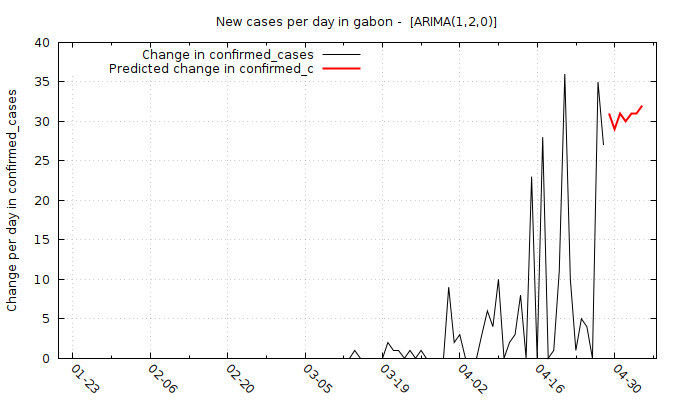 New cases per day in gabon -  [ARIMA(1,2,0)]
Change in confirmed_cases
Predicted change in confirmed_c
Change per day in confirmed_cases
40
35
30
25
20
15
10
5
0
01-23 02-06 02-20 03-05 03-19 04-02 04-16 04-30